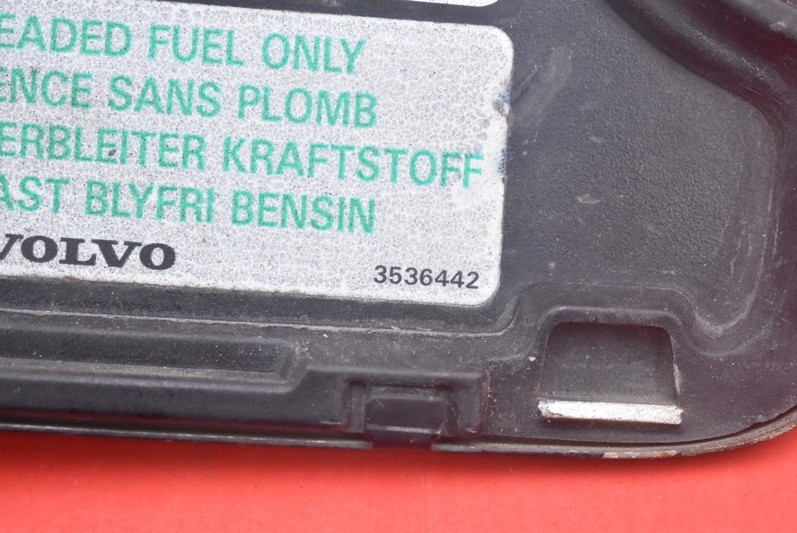 EADED FUEL ONLY
ENCE SANS PLOMB
ERBLEITER KRAFTSTOFF
AST BLYFRI BENSIN
VOLVO
3536442